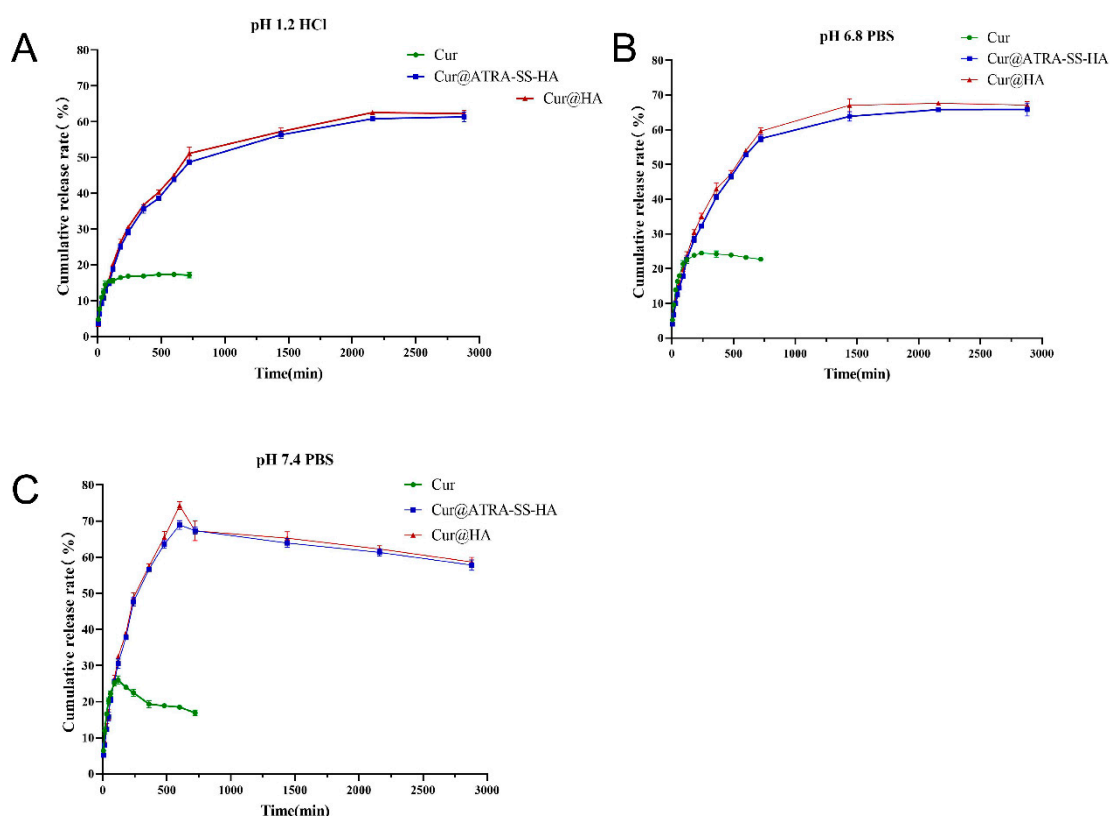 A
pH 1.2 HCl
Cur
Cur@ATRA-SS-HA
Cur@HA
Cumulative release rate( %)
80
70
60
50
40
30
20
10
0
0
500
1500
1500
2000
2500
3000
Time(min)
B
pH 6.8 PBS
Cur
Cur@ATRA-SS-HA
Cur@HA
Cumulative release rate( %)
80
70
60
50
40
30
20
10
0
0
500
1000
1500
2000
2500
3000
Time(min)
C
pH 7.4 PBS
Cur
Cur@ATRA-SS-HA
Cur@HA
Cumulative release rate( %)
80
70
60
50
40
30
20
10
0
0
500
1000
1500
2000
2500
3000
Time(min)